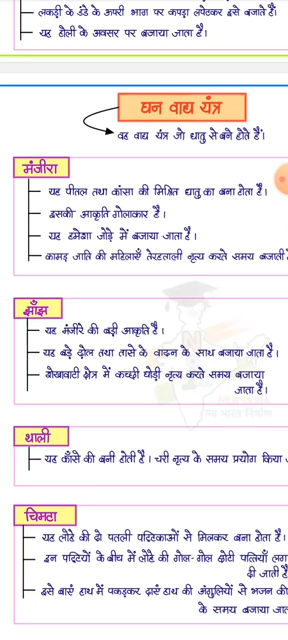 लकड़ी के डंडे के ऊपरी भाग पर कपड़ा लपेटकर इसे बजाते हैं।
यह होली के अवसर पर बजाया जाता है।
घन वाद्य यंत्र
वह वाद्य यंत्र जो धातु से बने होते हैं।
मंजीरा
यह पीतल तथा कांसा की मिश्रित धातु का बना होता है।
इसकी आकृति गोलाकार है।
यह हमेशा जोड़े में बजाया जाता है।
कामड़ जाति की महिलाएँ तेरहताली नृत्य करते समय बजाती
झाँझ
यह मंजीरे की बड़ी आकृति है।
यह बड़े ढ़ोल तथा तासे के वादन के साथ बजाया जाता है।
शेखावाटी क्षेत्र में कच्छी घोड़ी नृत्य करते समय बजाया
जाता है।
थाली
यह काँसे की बनी होती है। चरी नृत्य के समय प्रयोग किया
चिमटा
यह लोहे की दो पतली पट्टिकाओं से मिलकर बना होता है।
इन पट्टियों के बीच में लोहे की गोल-गोल छोटी पत्तियाँ लगा
दी जाती है
इसे बाएं हाथ में पकड़कर दाएँ हाथ की अंगुलियों से भजन की
के समय बजाया जाता